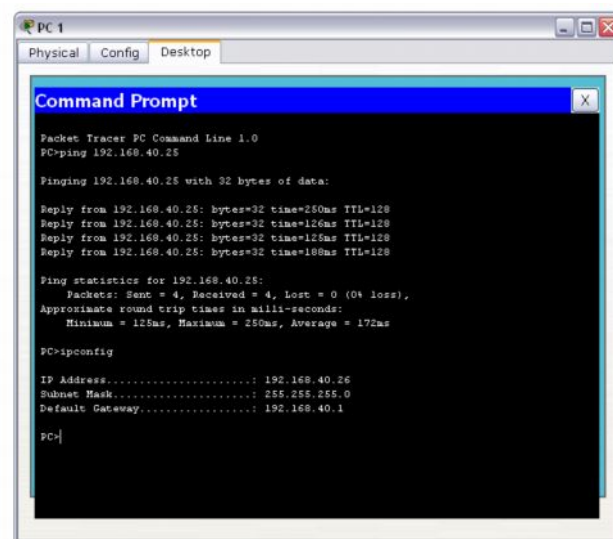 PC 1
Physical Config Desktop
Command Prompt
X
Packet Tracer PC Command Line 1.0
PC>ping 192.168.40.25
Pinging 192.168.40.25 with 32 bytes of data:
Reply from 192.168.40.25: bytes=32 time=250ms TTL=128
Reply from 192.168.40.25: bytes=32 time=126ms TTL=128
Reply from 192.168.40.25: bytes=32 time=125ms TTL=128
Reply from 192.168.40.25: bytes=32 time=188ms TTL=128
Ping statistics for 192.168.40.25:
Packets: Sent = 4, Received = 4, Lost = 0 (0% loss),
Approximate round trip times in milli-seconds:
Minimum = 125ms, Maximum = 250ms, Average = 172ms
PC>ipconfig
IP Address......................: 192.168.40.26
Subnet Mask.....................: 255.255.255.0
Default Gateway.................: 192.168.40.1
PC>